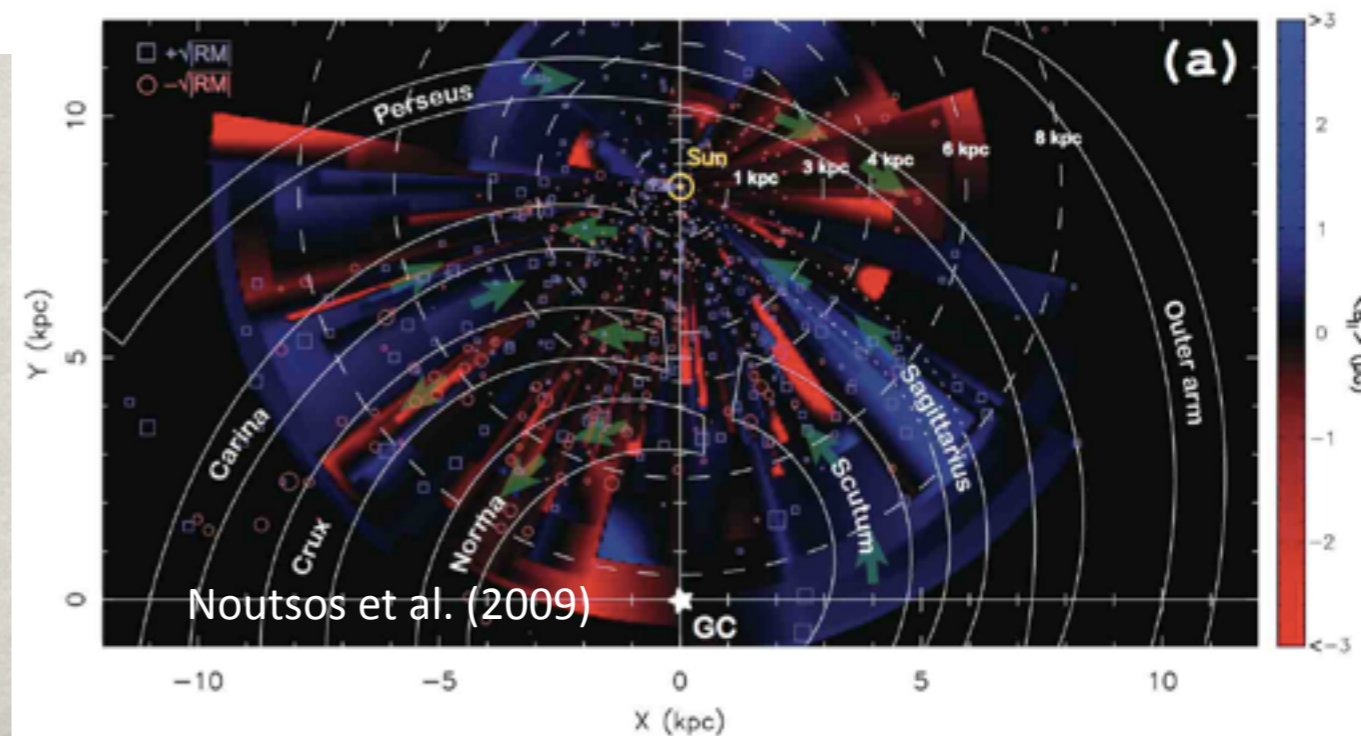 (a)
□ +√|RM|
○ −√|RM|
Perseus
Sun
1 kpc
3 kpc
4 kpc
6 kpc
8 kpc
Outer arm
Sagittarius
Scutum
Carina
Crux
Norma
Noutsos et al. (2009)
GC
Y (kpc)
10
5
0
-10
-5
0
5
10
X (kpc)
>3
2
1
0
-1
-2
<-3